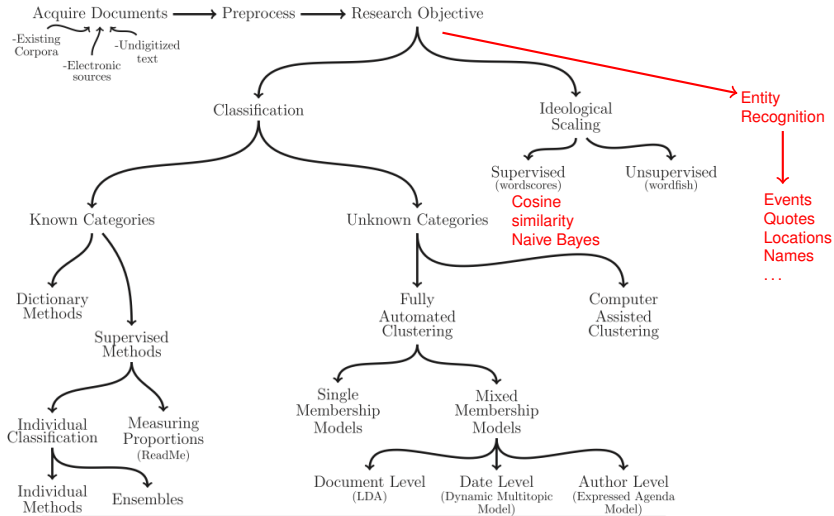 Acquire Documents
Preprocess
Research Objective
-Existing
Corpora
-Electronic
sources
-Undigitized
text
Classification
Ideological
Scaling
Entity
Recognition
Supervised
(wordscores)
Cosine
similarity
Naive Bayes
Unsupervised
(wordfish)
Events
Quotes
Locations
Names
...
Known Categories
Unknown Categories
Dictionary
Methods
Supervised
Methods
Fully
Automated
Clustering
Computer
Assisted
Clustering
Individual
Classification
Measuring
Proportions
(ReadMe)
Single
Membership
Models
Mixed
Membership
Models
Individual
Methods
Ensembles
Document Level
(LDA)
Date Level
(Dynamic Multitopic
Model)
Author Level
(Expressed Agenda
Model)